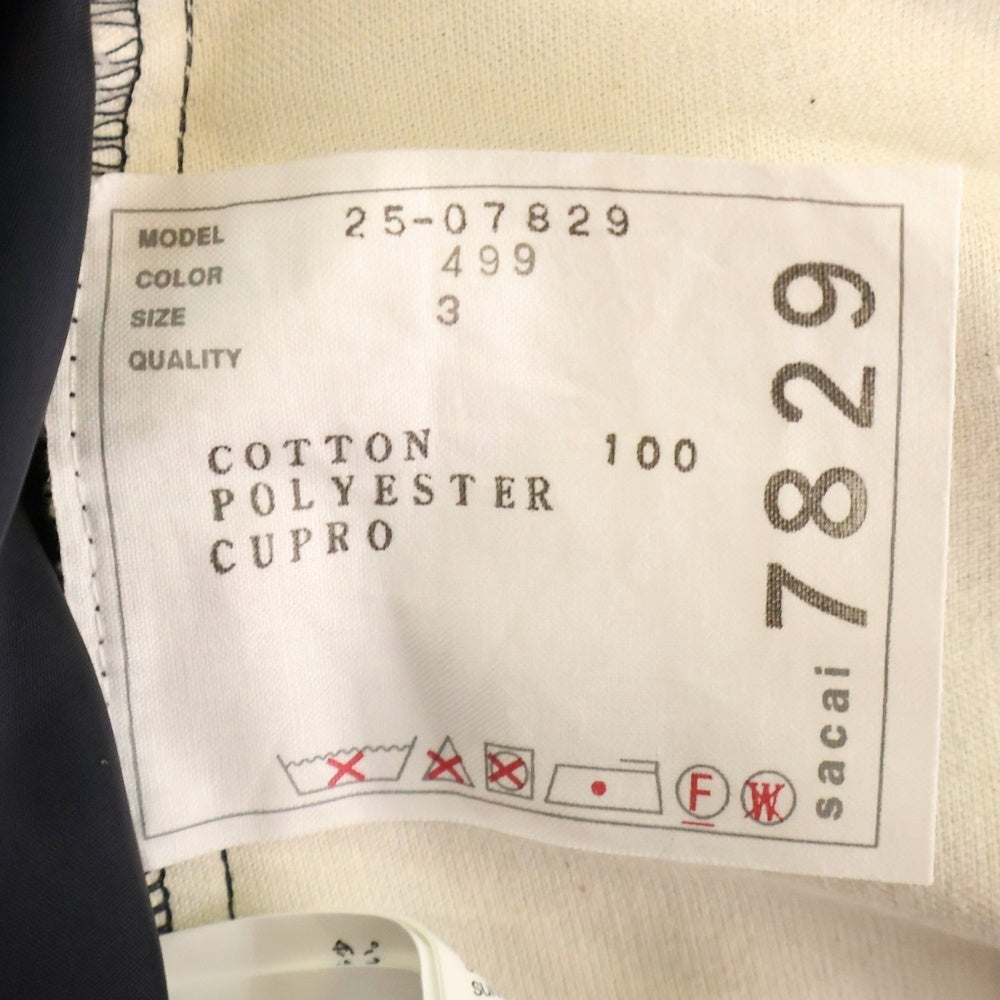 MODEL 25-07829
COLOR 499
SIZE 3
QUALITY
COTTON 100
POLYESTER
CUPRO
F
W
sacai 7829